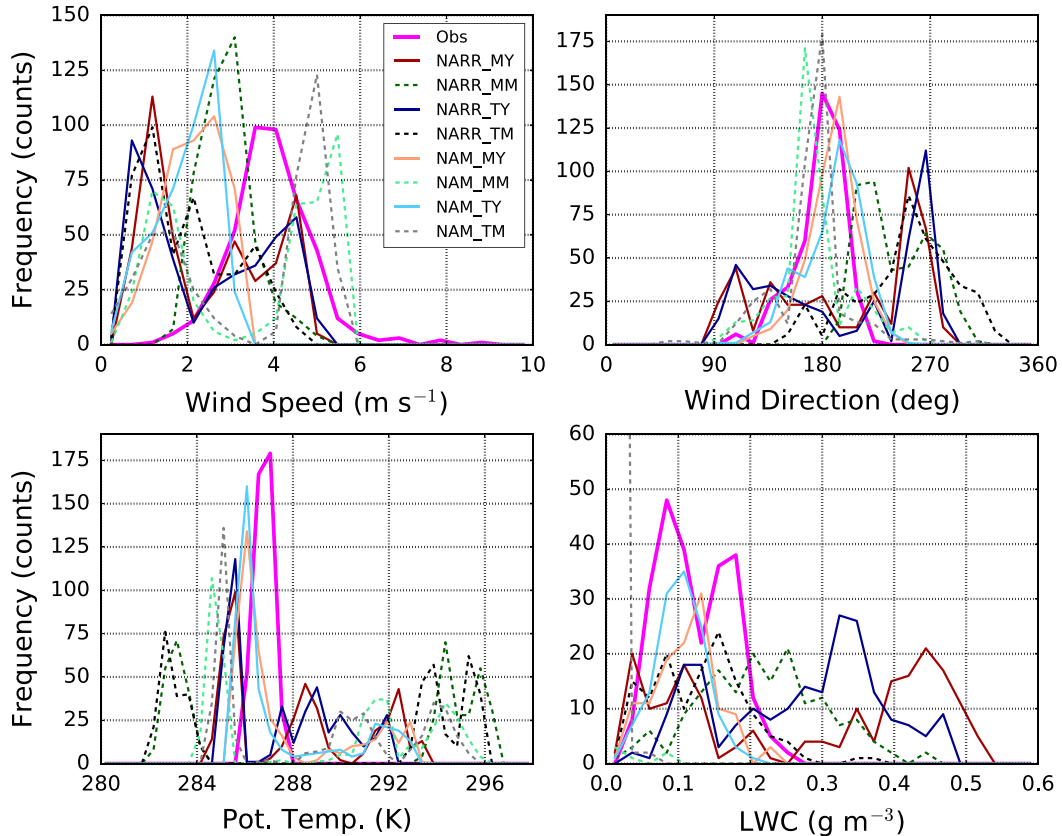 150
125
100
75
50
25
0
Frequency (counts)
0 2 4 6 8 10
Wind Speed (m s⁻¹)
Obs
NARR_MY
NARR_MM
NARR_TY
NARR_TM
NAM_MY
NAM_MM
NAM_TY
NAM_TM
175
150
125
100
75
50
25
0
0 90 180 270 360
Wind Direction (deg)
175
150
125
100
75
50
25
0
Frequency (counts)
280 284 288 292 296
Pot. Temp. (K)
60
50
40
30
20
10
0
0.0 0.1 0.2 0.3 0.4 0.5 0.6
LWC (g m⁻³)